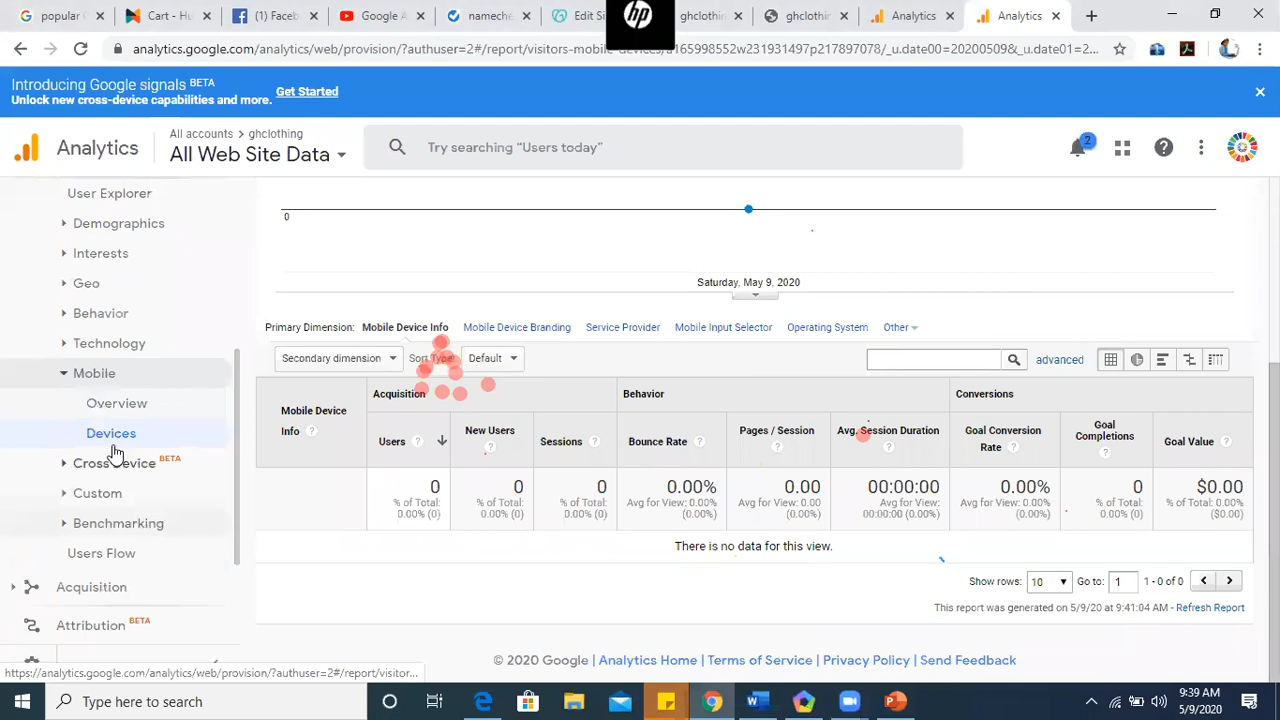 popular
Cart - Hu
(1) Faceb
Google A
nameche
Edit Si
ghclothing
ghclothin
Analytics
Analytics
hp
analytics.google.com/analytics/web/provision/?authuser=2#/report/visitors-mobile-devices/a165998552w231931497p217897078/_u.date00=20200509&_u.date01=2...
Introducing Google signals BETA
Unlock new cross-device capabilities and more. Get Started
Analytics
All accounts > ghclothing
All Web Site Data
Try searching “Users today”
2
User Explorer
Demographics
Interests
Geo
Behavior
Technology
Mobile
Overview
Devices
Cross Device BETA
Custom
Benchmarking
Users Flow
Acquisition
Attribution BETA
0
Saturday, May 9, 2020
Primary Dimension: Mobile Device Info Mobile Device Branding Service Provider Mobile Input Selector Operating System Other
Secondary dimension Sort Type: Default advanced
Mobile Device Info ?
Acquisition Behavior Conversions
Users ? New Users ? Sessions ? Bounce Rate ? Pages / Session ? Avg. Session Duration ? Goal Conversion Rate ? Goal Completions ? Goal Value ?
0 0 0 0.00% 0.00 00:00:00 0.00% 0 $0.00
% of Total: % of Total: % of Total: Avg for View: 0.00% Avg for View: 0.00 Avg for View: Avg for View: 0.00% % of Total: % of Total: 0.00%
0.00% (0) 0.00% (0) 0.00% (0) (0.00%) (0.00%) 00:00:00 (0.00%) (0.00%) 0.00% (0) ($0.00)
There is no data for this view.
Show rows: 10 Go to: 1 1 - 0 of 0
This report was generated on 5/9/20 at 9:41:04 AM - Refresh Report
© 2020 Google | Analytics Home | Terms of Service | Privacy Policy | Send Feedback
https://analytics.google.com/analytics/web/provision/?authuser=2#/report/visitor...
Type here to search
9:39 AM
5/9/2020